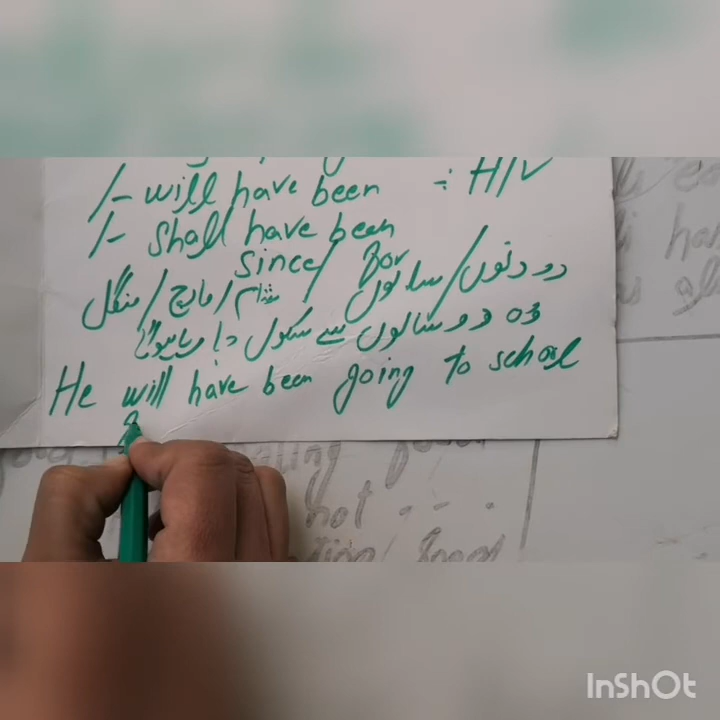 /- will have been :- H/V
/- shall have been
since/ for
دو دنوں/سالوں شام/مارچ/منگل
وہ دو سالوں سے سکول جا رہا ہوگا
He will have been going to school
not - - -
InShOt